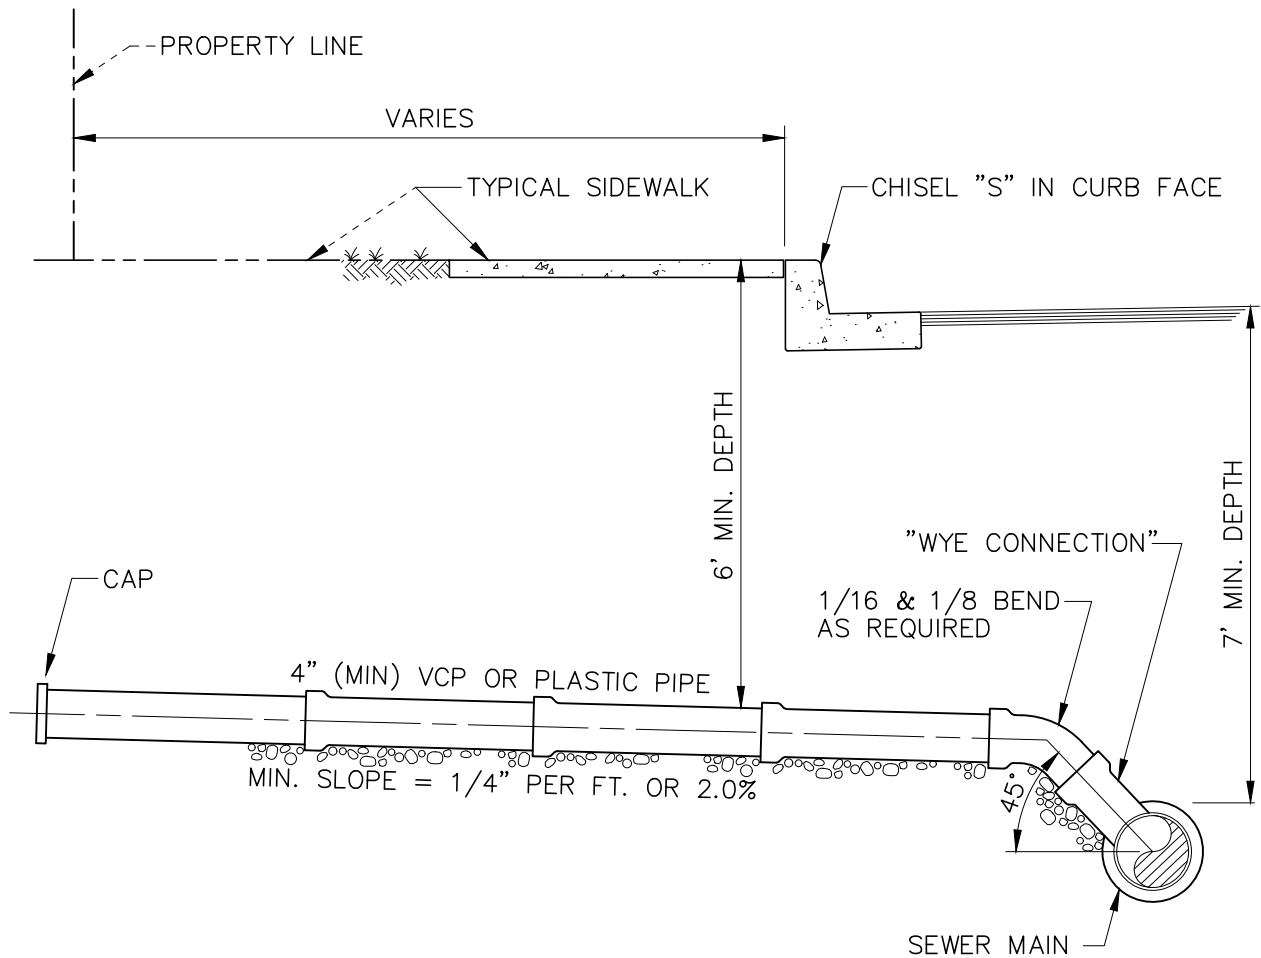 PROPERTY LINE
VARIES
TYPICAL SIDEWALK
CHISEL "S" IN CURB FACE
6' MIN. DEPTH
7' MIN. DEPTH
"WYE CONNECTION"
CAP
1/16 & 1/8 BEND
AS REQUIRED
4" (MIN) VCP OR PLASTIC PIPE
MIN. SLOPE = 1/4" PER FT. OR 2.0%
45°
SEWER MAIN